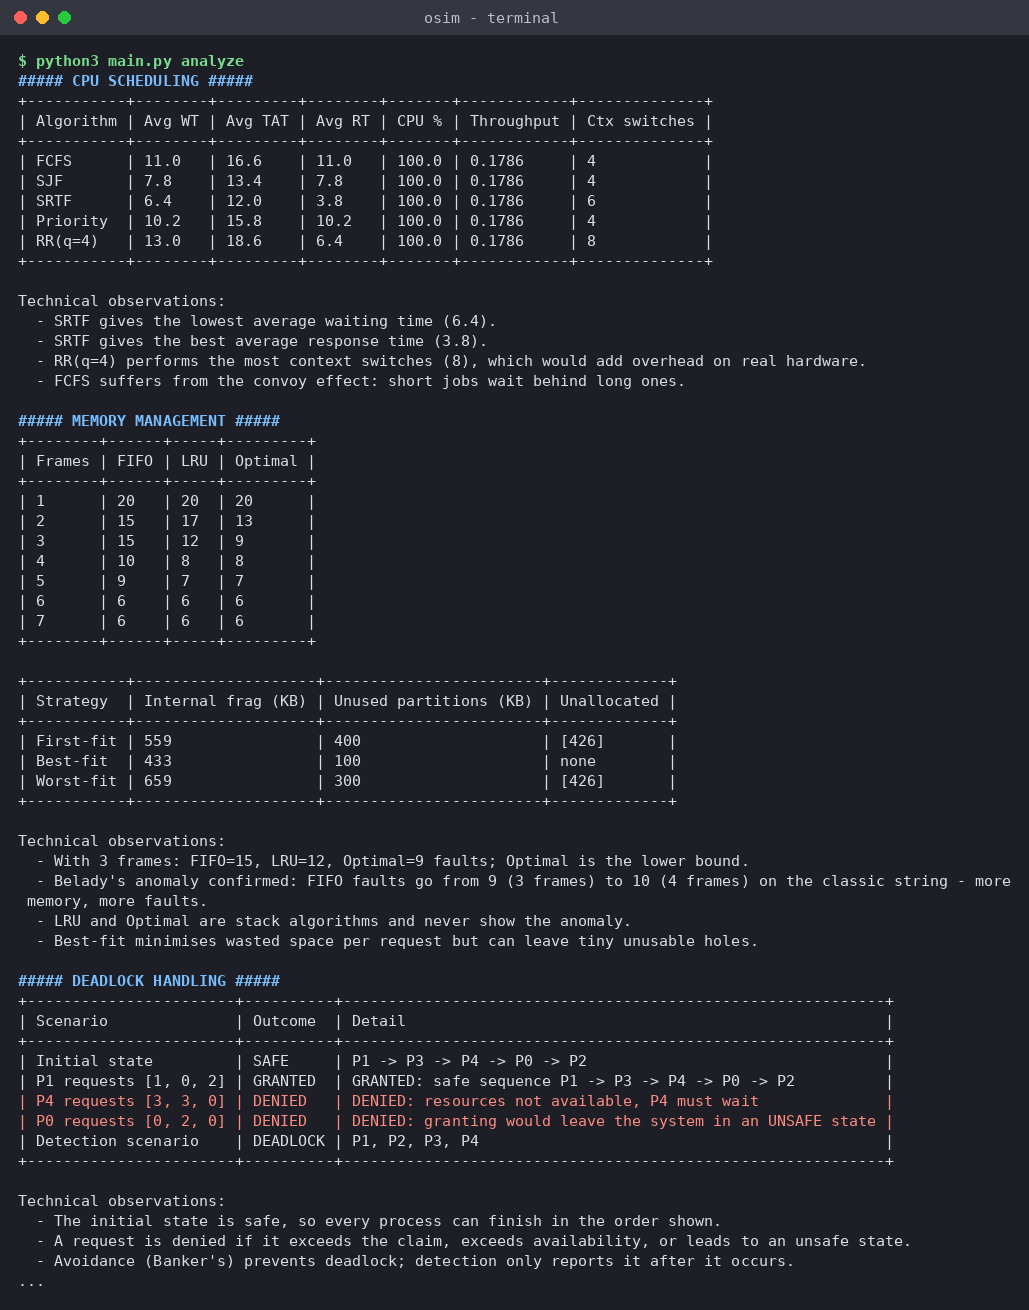 osim - terminal
$ python3 main.py analyze
##### CPU SCHEDULING #####
+-----------+--------+---------+--------+-------+------------+--------------+
| Algorithm | Avg WT | Avg TAT | Avg RT | CPU % | Throughput | Ctx switches |
+-----------+--------+---------+--------+-------+------------+--------------+
| FCFS      | 11.0   | 16.6    | 11.0   | 100.0 | 0.1786     | 4            |
| SJF       | 7.8    | 13.4    | 7.8    | 100.0 | 0.1786     | 4            |
| SRTF      | 6.4    | 12.0    | 3.8    | 100.0 | 0.1786     | 6            |
| Priority  | 10.2   | 15.8    | 10.2   | 100.0 | 0.1786     | 4            |
| RR(q=4)   | 13.0   | 18.6    | 6.4    | 100.0 | 0.1786     | 8            |
+-----------+--------+---------+--------+-------+------------+--------------+

Technical observations:
  - SRTF gives the lowest average waiting time (6.4).
  - SRTF gives the best average response time (3.8).
  - RR(q=4) performs the most context switches (8), which would add overhead on real hardware.
  - FCFS suffers from the convoy effect: short jobs wait behind long ones.

##### MEMORY MANAGEMENT #####
+--------+------+-----+---------+
| Frames | FIFO | LRU | Optimal |
+--------+------+-----+---------+
| 1      | 20   | 20  | 20      |
| 2      | 15   | 17  | 13      |
| 3      | 15   | 12  | 9       |
| 4      | 10   | 8   | 8       |
| 5      | 9    | 7   | 7       |
| 6      | 6    | 6   | 6       |
| 7      | 6    | 6   | 6       |
+--------+------+-----+---------+

+-----------+--------------------+------------------------+-------------+
| Strategy  | Internal frag (KB) | Unused partitions (KB) | Unallocated |
+-----------+--------------------+------------------------+-------------+
| First-fit | 559                | 400                    | [426]       |
| Best-fit  | 433                | 100                    | none        |
| Worst-fit | 659                | 300                    | [426]       |
+-----------+--------------------+------------------------+-------------+

Technical observations:
  - With 3 frames: FIFO=15, LRU=12, Optimal=9 faults; Optimal is the lower bound.
  - Belady's anomaly confirmed: FIFO faults go from 9 (3 frames) to 10 (4 frames) on the classic string - more
 memory, more faults.
  - LRU and Optimal are stack algorithms and never show the anomaly.
  - Best-fit minimises wasted space per request but can leave tiny unusable holes.

##### DEADLOCK HANDLING #####
+-----------------------+----------+------------------------------------------------------------+
| Scenario              | Outcome  | Detail                                                     |
+-----------------------+----------+------------------------------------------------------------+
| Initial state         | SAFE     | P1 -> P3 -> P4 -> P0 -> P2                                 |
| P1 requests [1, 0, 2] | GRANTED  | GRANTED: safe sequence P1 -> P3 -> P4 -> P0 -> P2          |
| P4 requests [3, 3, 0] | DENIED   | DENIED: resources not available, P4 must wait              |
| P0 requests [0, 2, 0] | DENIED   | DENIED: granting would leave the system in an UNSAFE state |
| Detection scenario    | DEADLOCK | P1, P2, P3, P4                                             |
+-----------------------+----------+------------------------------------------------------------+

Technical observations:
  - The initial state is safe, so every process can finish in the order shown.
  - A request is denied if it exceeds the claim, exceeds availability, or leads to an unsafe state.
  - Avoidance (Banker's) prevents deadlock; detection only reports it after it occurs.
...